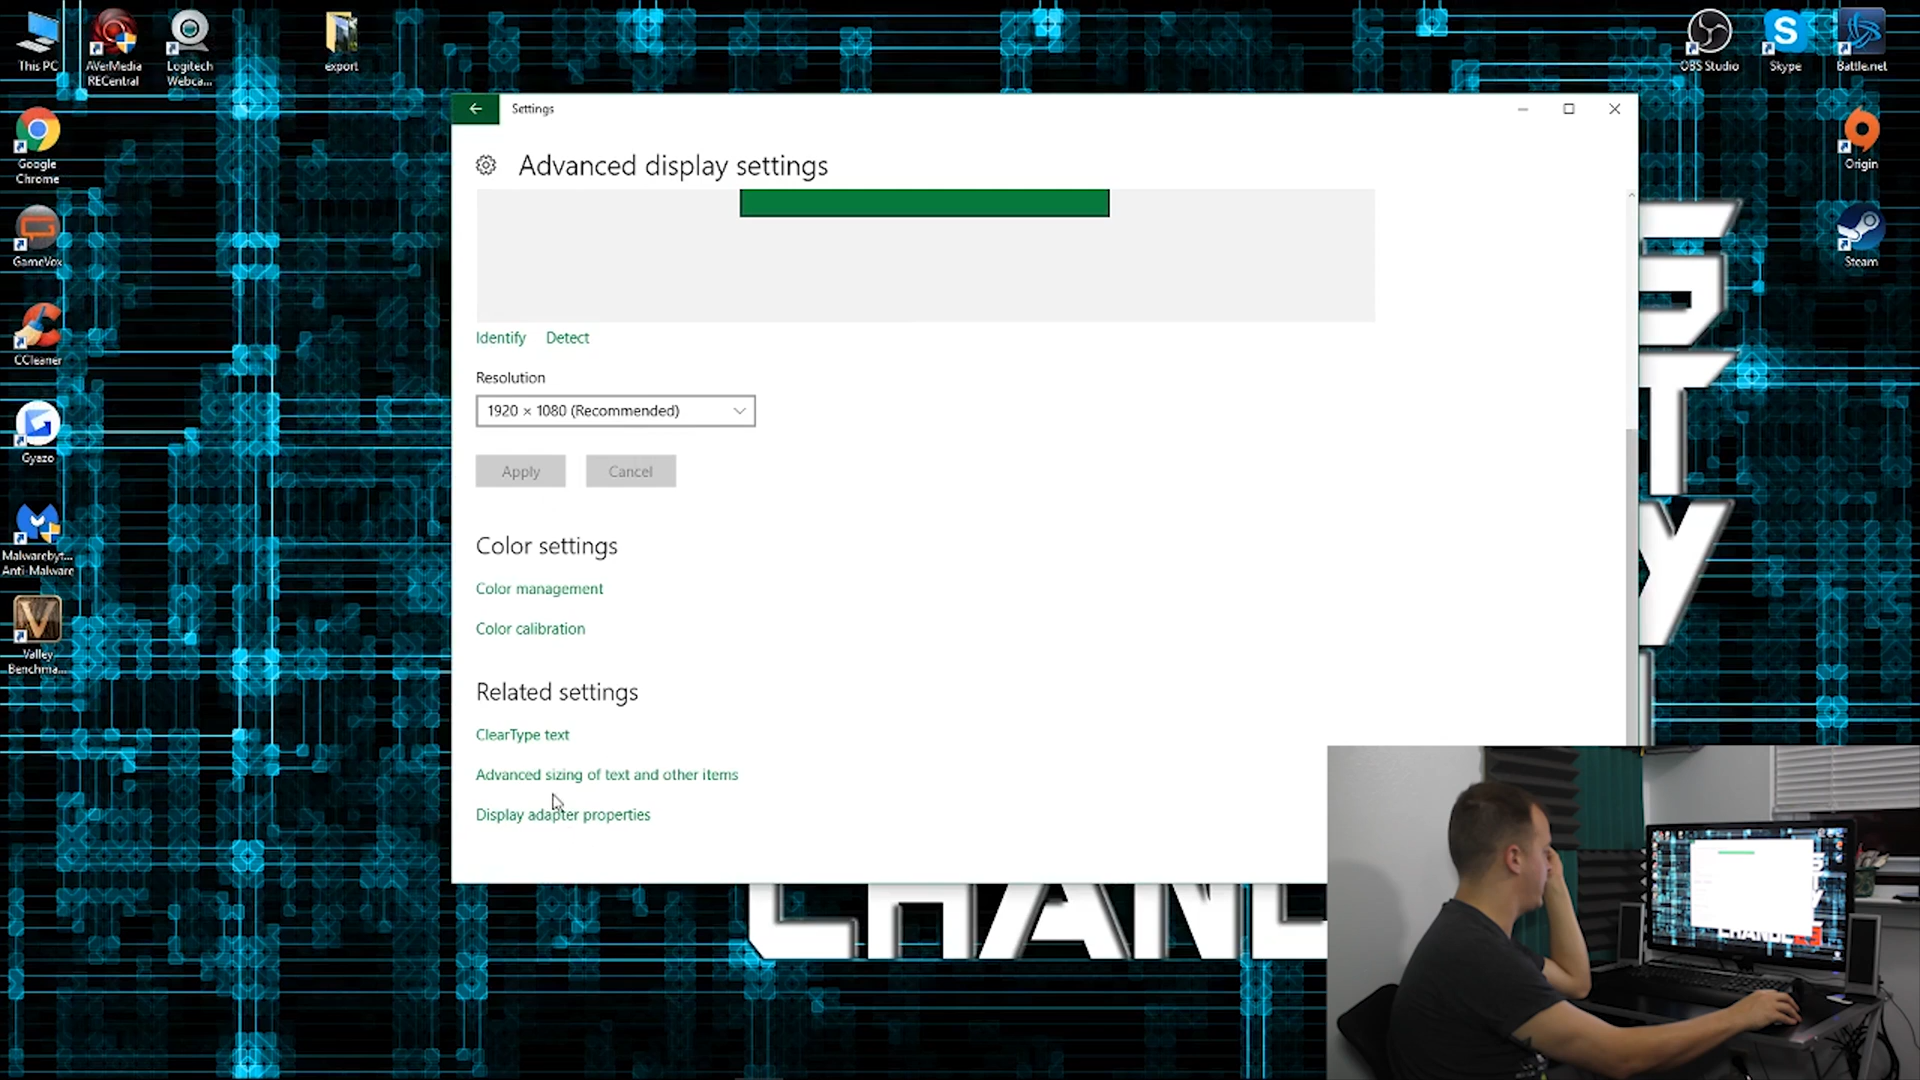 This PC
AVerMedia
RECentral
Logitech
Webca...
export
OBS Studio
Skype
Battle.net
Settings
Advanced display settings
Google
Chrome
Origin
GameVox
Steam
Identify Detect
Resolution
CCleaner
1920 × 1080 (Recommended)
Apply Cancel
Gyazo
Color settings
Malwareby...
Anti-Malware
Color management
Color calibration
Valley
Benchma...
Related settings
ClearType text
Advanced sizing of text and other items
Display adapter properties